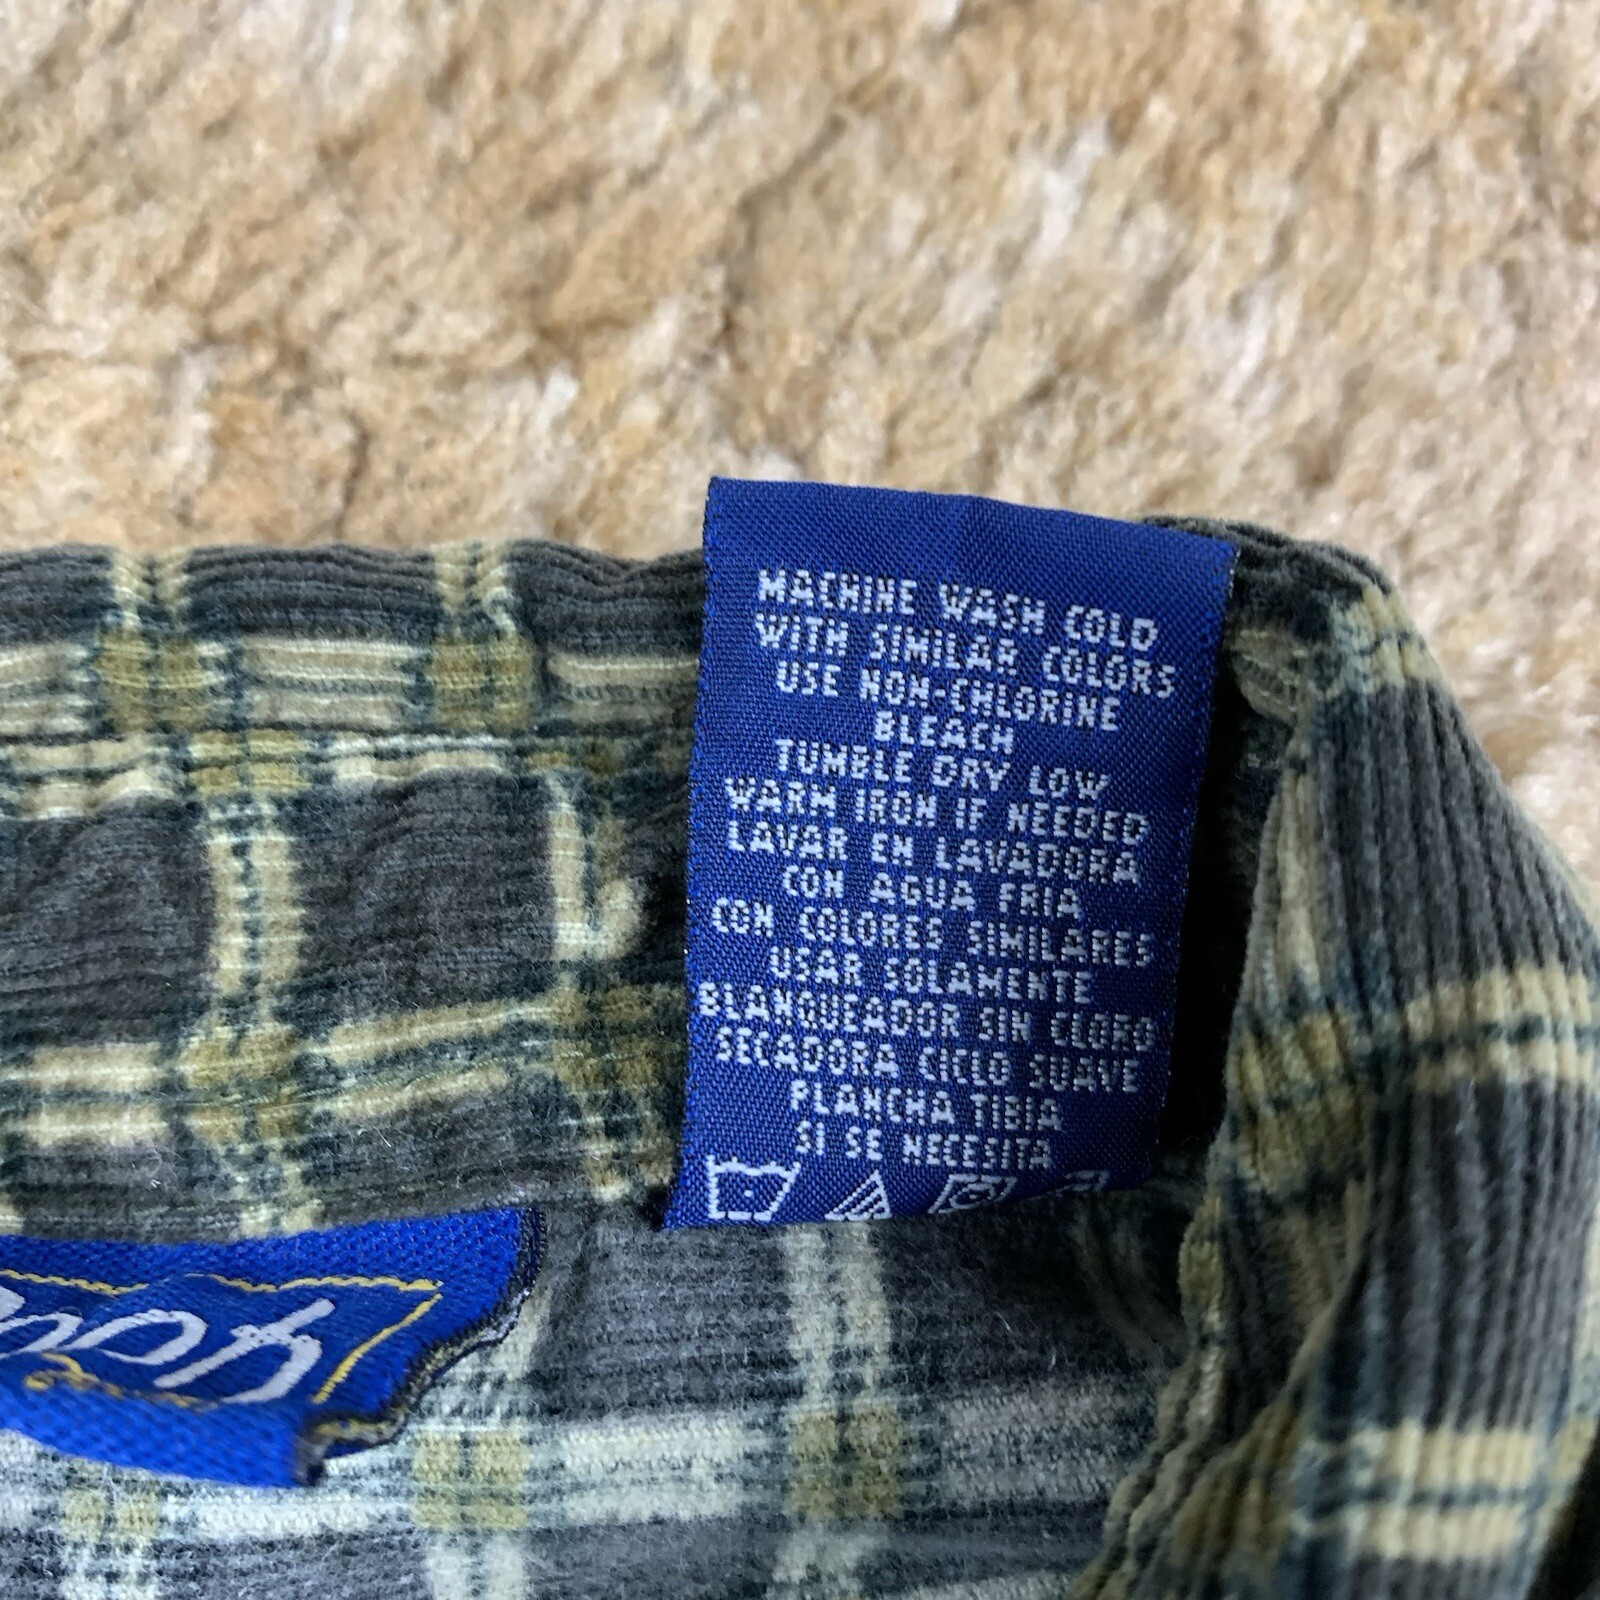 MACHINE WASH COLD
WITH SIMILAR COLORS
USE NON-CHLORINE
BLEACH
TUMBLE DRY LOW
WARM IRON IF NEEDED
LAVAR EN LAVADORA
CON AGUA FRIA
CON COLORES SIMILARES
USAR SOLAMENTE
BLANQUEADOR SIN CLORO
SECADORA CICLO SUAVE
PLANCHA TIBIA
SI SE NECESITA